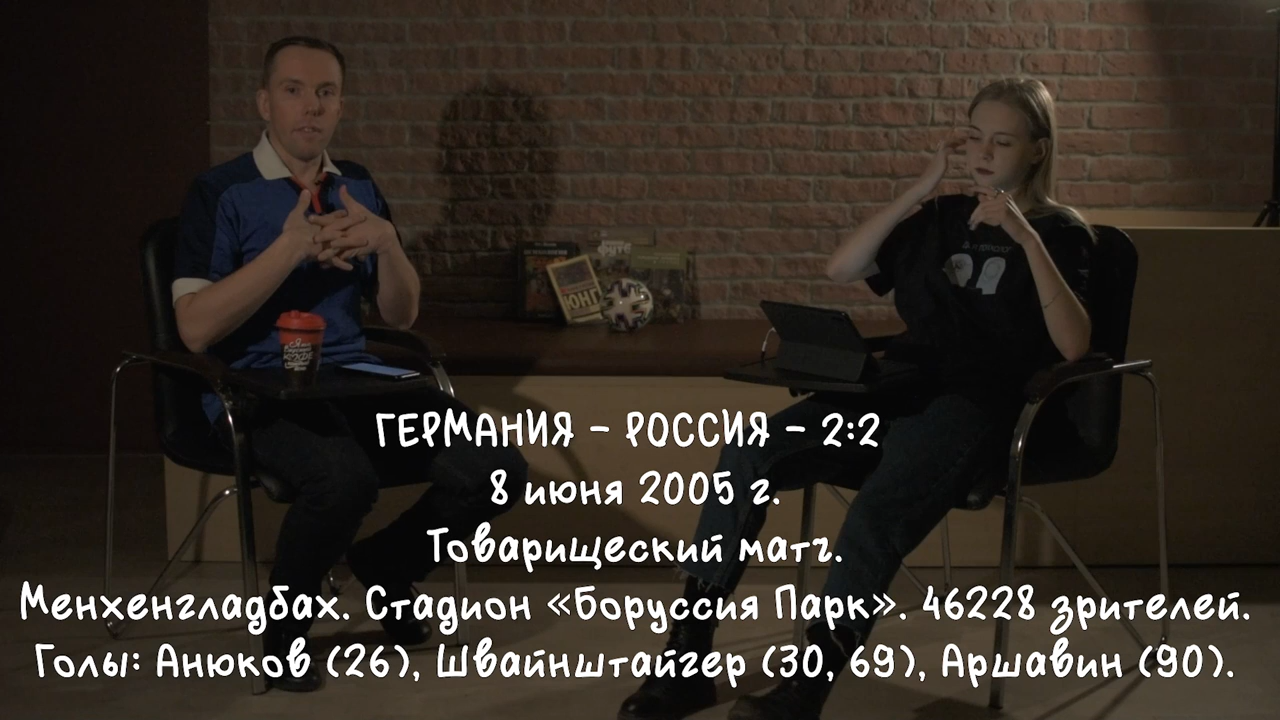 ЮНГ
ГЕРМАНИЯ - РОССИЯ - 2:2
8 июня 2005 г.
Товарищеский матч.
Менхенгладбах. Стадион «Боруссия Парк». 46228 зрителей.
Голы: Анюков (26), Швайнштайгер (30, 69), Аршавин (90).